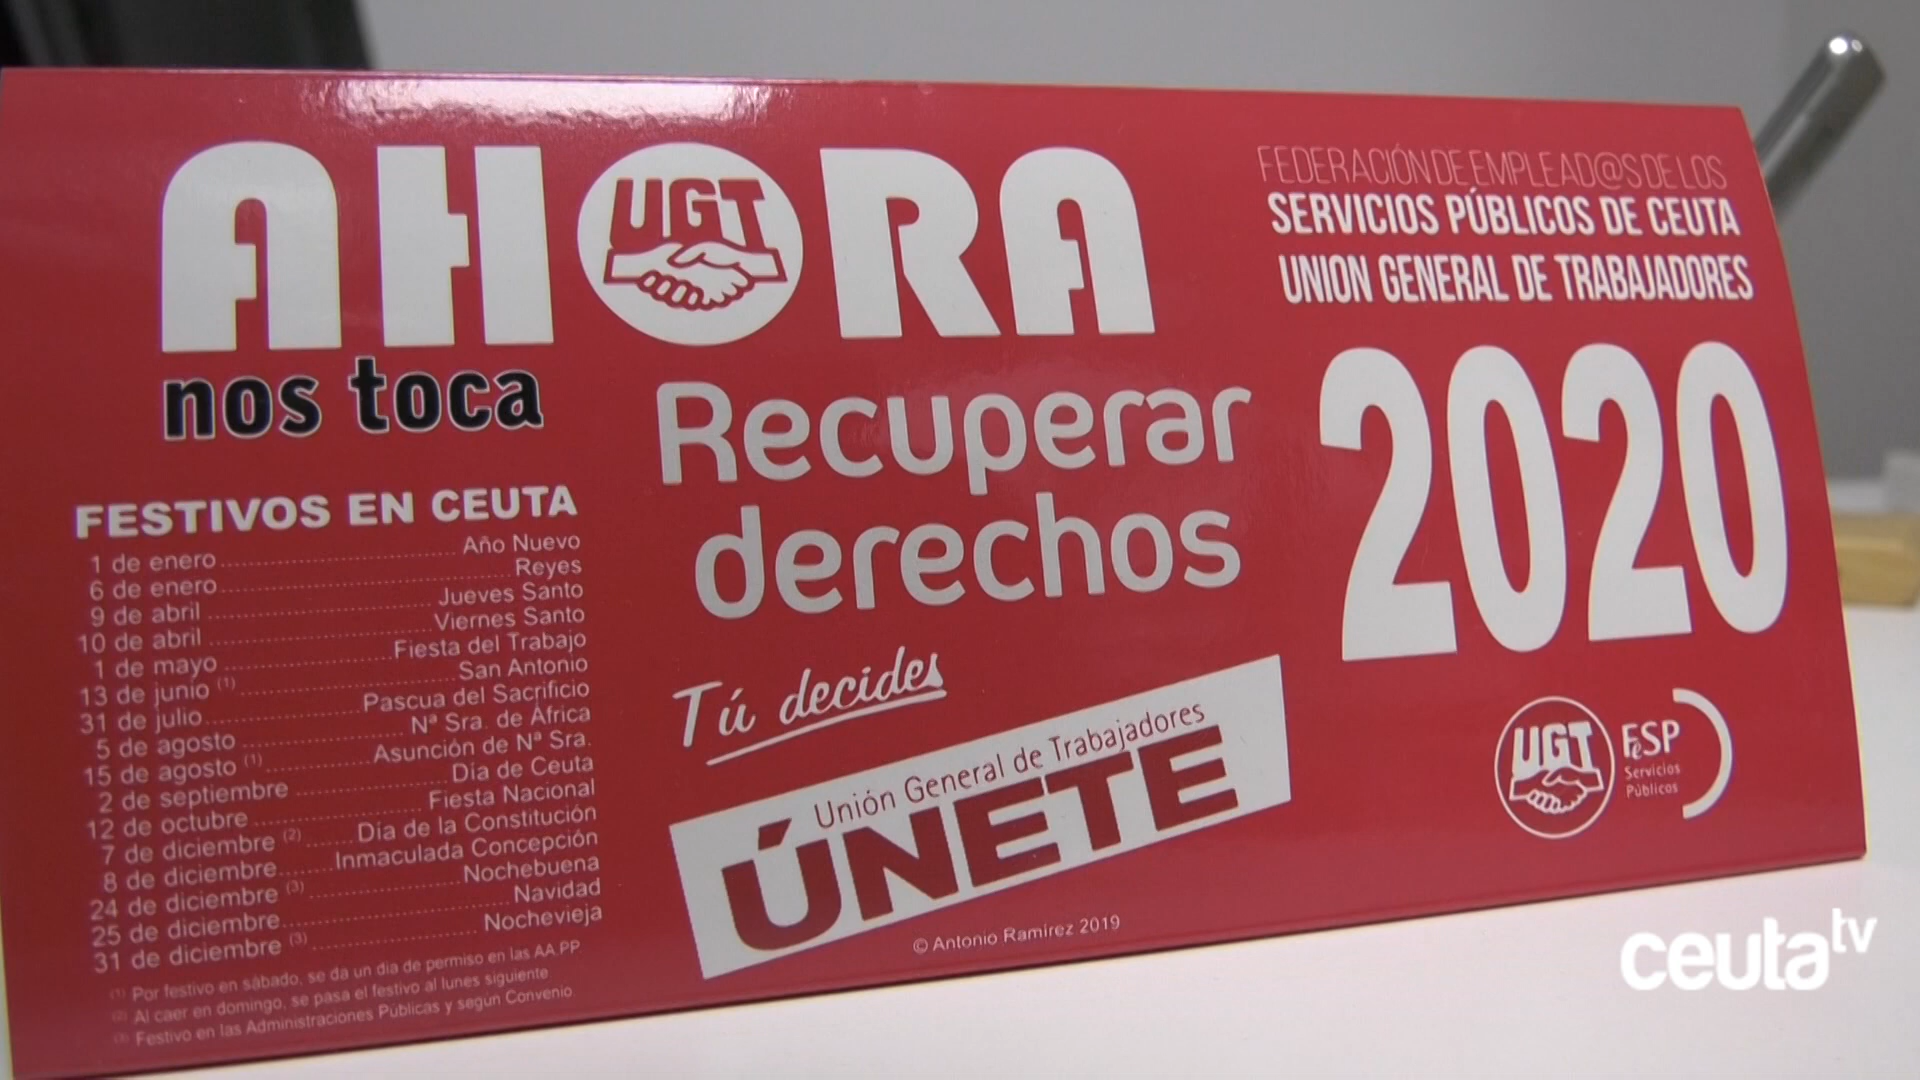 AHORA
UGT
nos toca
Recuperar
derechos
FEDERACIÓN DE EMPLEAD@S DE LOS
SERVICIOS PÚBLICOS DE CEUTA
UNION GENERAL DE TRABAJADORES
2020
FESTIVOS EN CEUTA
1 de enero ........ Año Nuevo
6 de enero ........ Reyes
9 de abril ........ Jueves Santo
10 de abril ........ Viernes Santo
1 de mayo ........ Fiesta del Trabajo
13 de junio (1) ........ San Antonio
31 de julio ........ Pascua del Sacrificio
5 de agosto ........ Nª Sra. de África
15 de agosto (1) ........ Asunción de Nª Sra.
2 de septiembre ........ Día de Ceuta
12 de octubre ........ Fiesta Nacional
7 de diciembre (2) ........ Día de la Constitución
8 de diciembre ........ Inmaculada Concepción
24 de diciembre (3) ........ Nochebuena
25 de diciembre ........ Navidad
31 de diciembre (3) ........ Nochevieja
(1) Por festivo en sábado, se da un dia de permiso en las AA.PP.
(2) Al caer en domingo, se pasa el festivo al lunes siguiente
(3) Festivo en las Administraciones Públicas y segun Convenio
Tú decides
Unión General de Trabajadores
ÚNETE
© Antonio Ramírez 2019
UGT
FeSP
Servicios
Públicos
ceuta tv